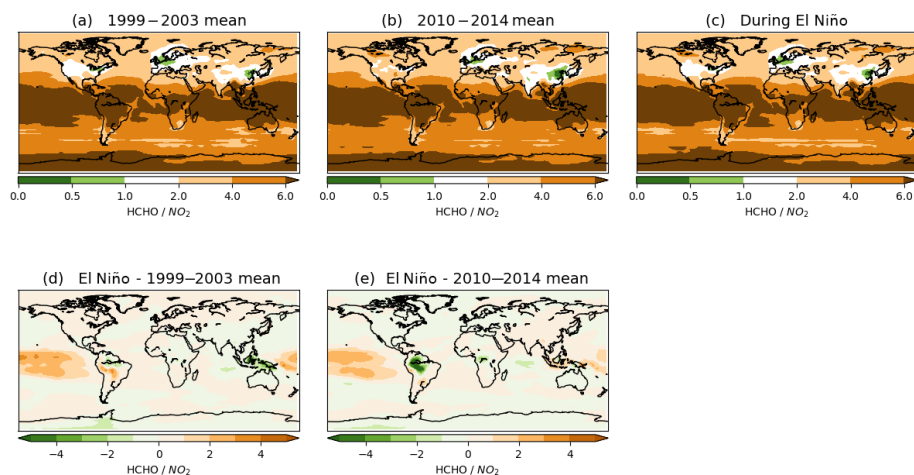 (a) 1999−2003 mean
(b) 2010−2014 mean
(c) During El Niño
0.0 0.5 1.0 2.0 4.0 6.0
HCHO / NO2
0.0 0.5 1.0 2.0 4.0 6.0
HCHO / NO2
0.0 0.5 1.0 2.0 4.0 6.0
HCHO / NO2
(d) El Niño - 1999−2003 mean
(e) El Niño - 2010−2014 mean
−4 −2 0 2 4
HCHO / NO2
−4 −2 0 2 4
HCHO / NO2